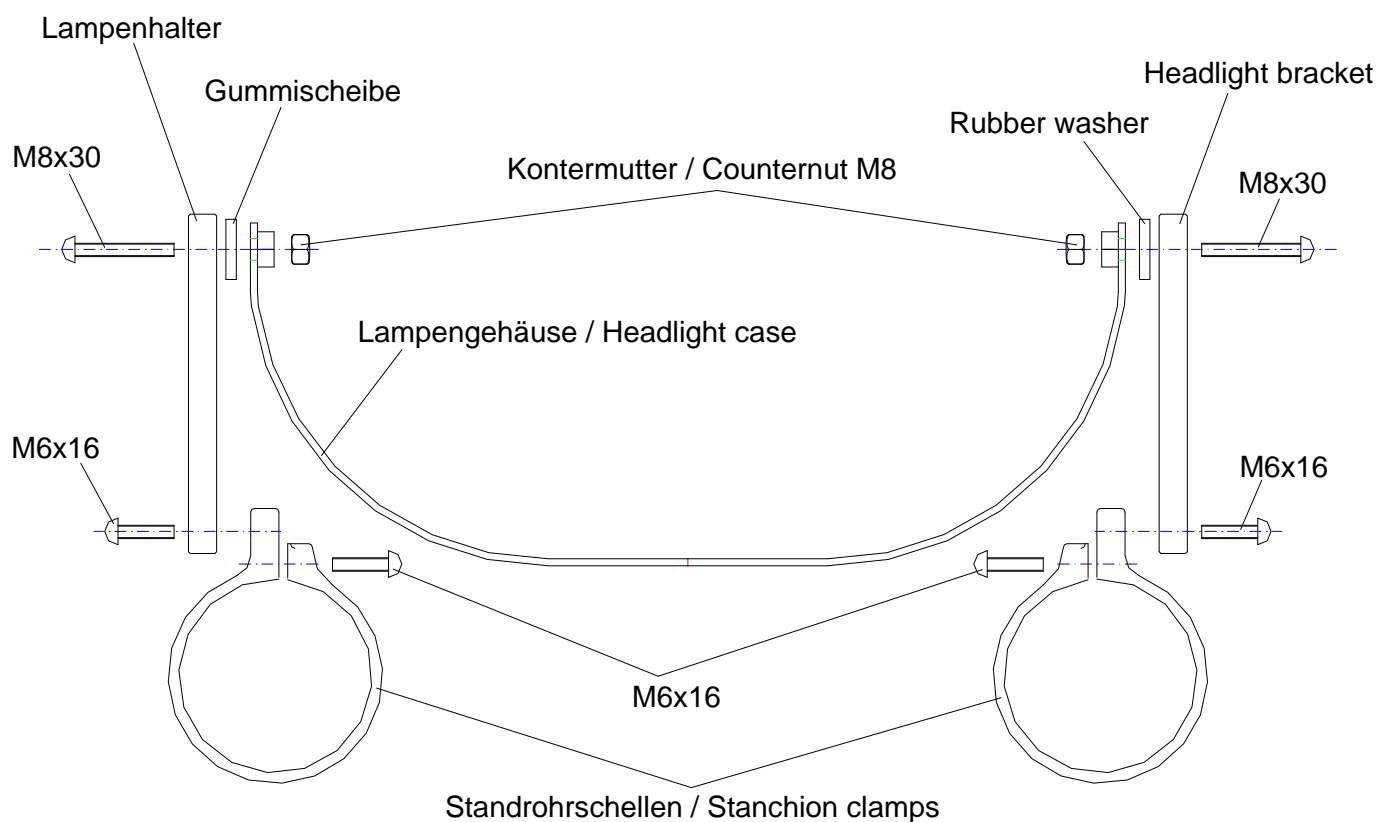 Lampenhalter
Headlight bracket
Gummischeibe
Rubber washer
M8x30
Kontermutter / Counternut M8
M8x30
Lampengehäuse / Headlight case
M6x16
M6x16
M6x16
Standrohrschellen / Stanchion clamps